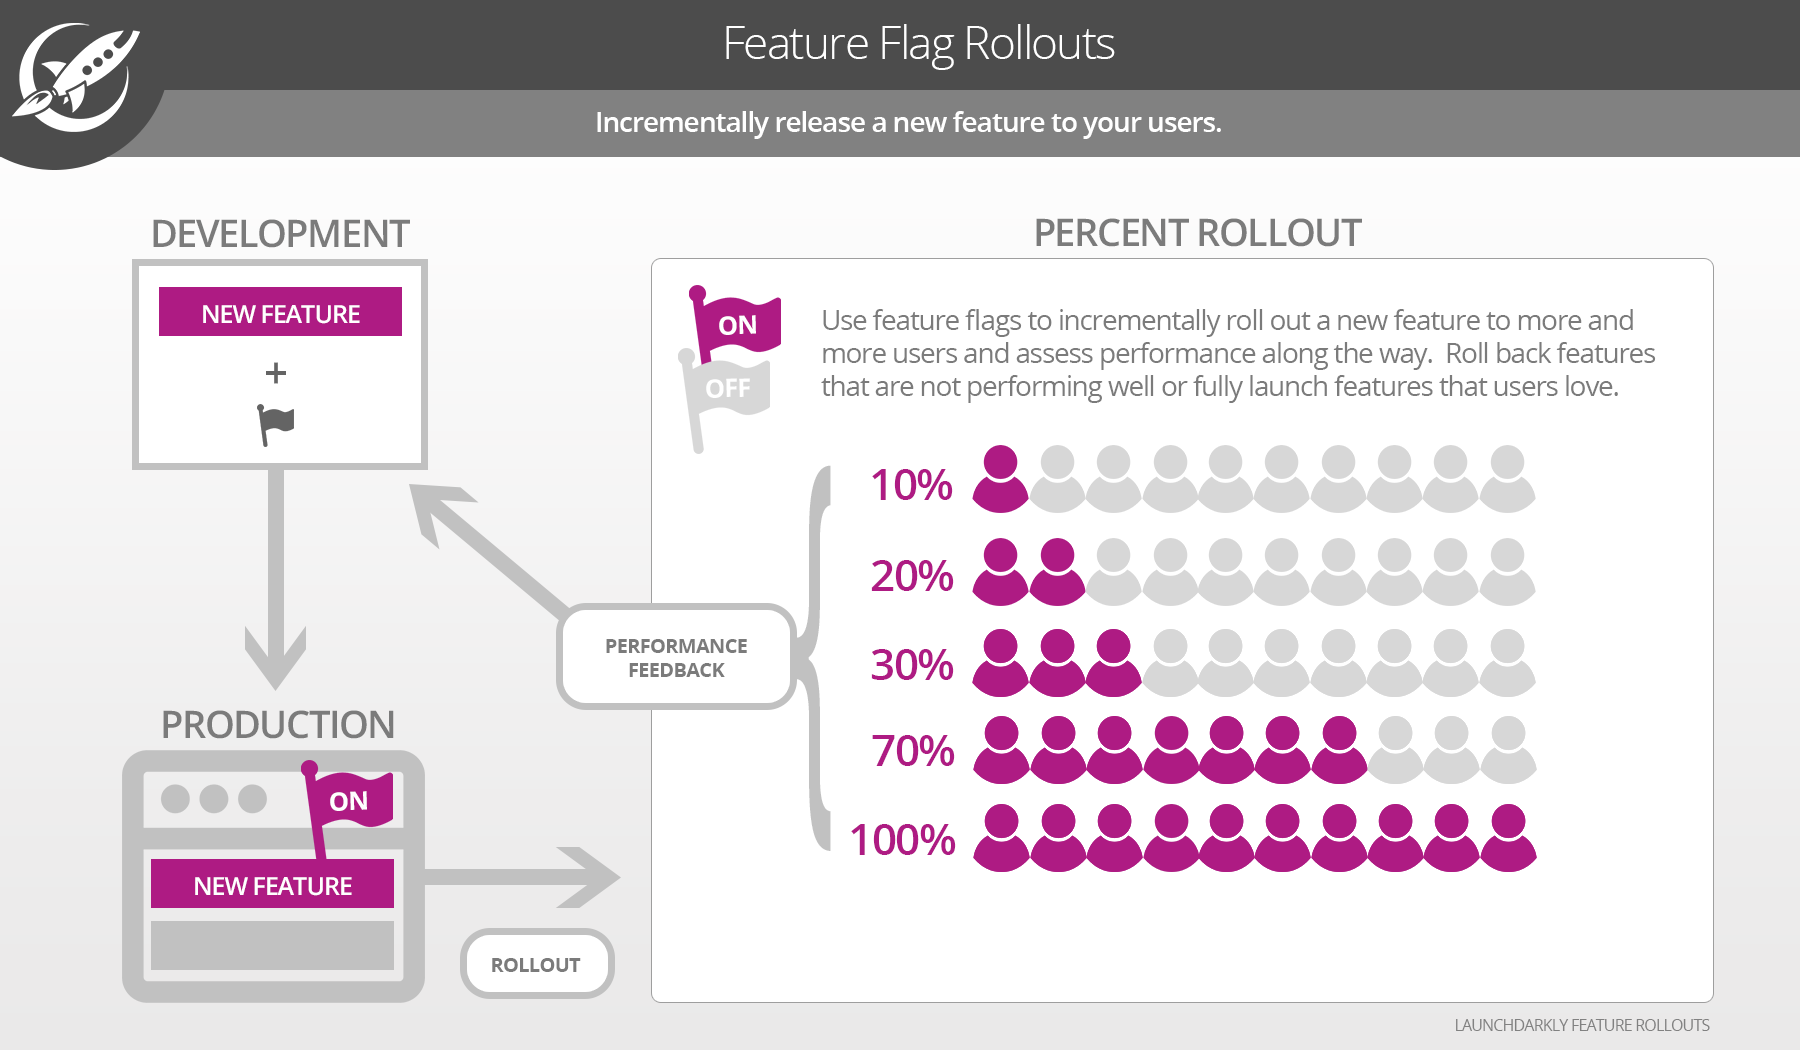 Feature Flag Rollouts
Incrementally release a new feature to your users.
DEVELOPMENT
NEW FEATURE
+
PRODUCTION
ON
NEW FEATURE
ROLLOUT
PERFORMANCE
FEEDBACK
PERCENT ROLLOUT
ON
OFF
Use feature flags to incrementally roll out a new feature to more and
more users and assess performance along the way.  Roll back features
that are not performing well or fully launch features that users love.
10%
20%
30%
70%
100%
LAUNCHDARKLY FEATURE ROLLOUTS